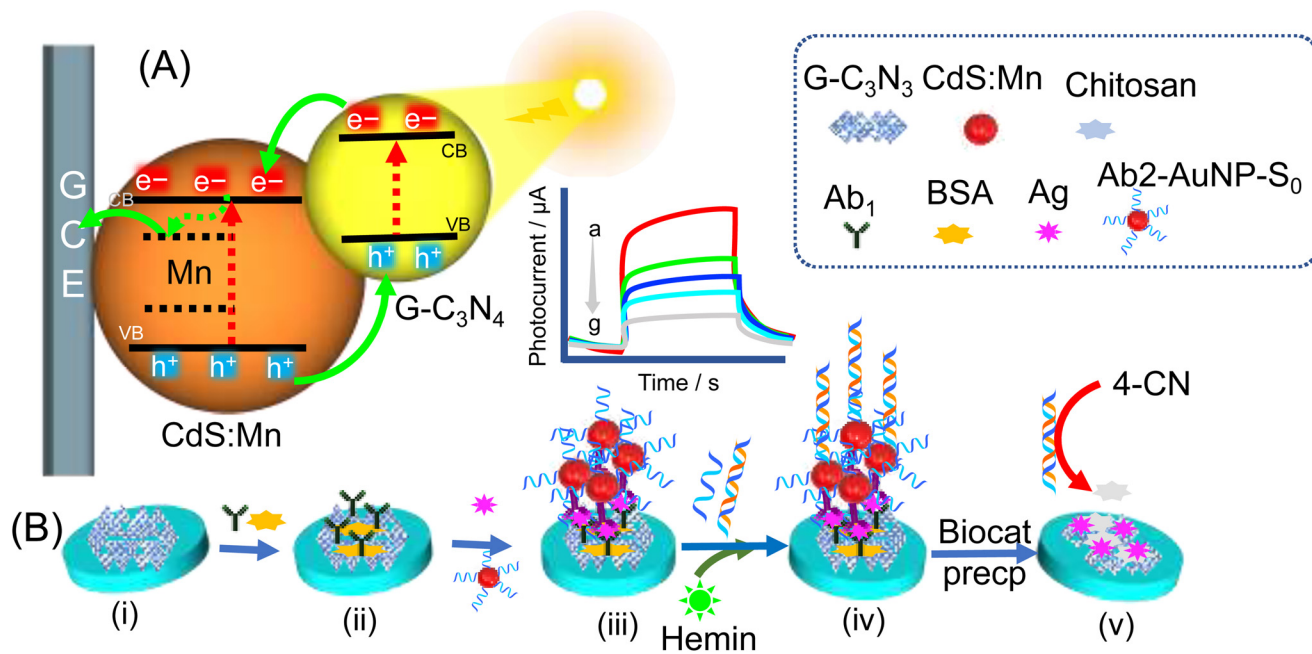 (A)
G
C
E
e− e−
CB
VB
h⁺ h⁺
G-C₃N₄
e− e− e−
CB
Mn
VB
h⁺ h⁺ h⁺
CdS:Mn
Photocurrent / µA
a
g
Time / s
G-C₃N₃ CdS:Mn Chitosan
Ab₁ BSA Ag Ab2-AuNP-S₀
4-CN
(B)
Hemin
Biocat
precp
(i) (ii) (iii) (iv) (v)